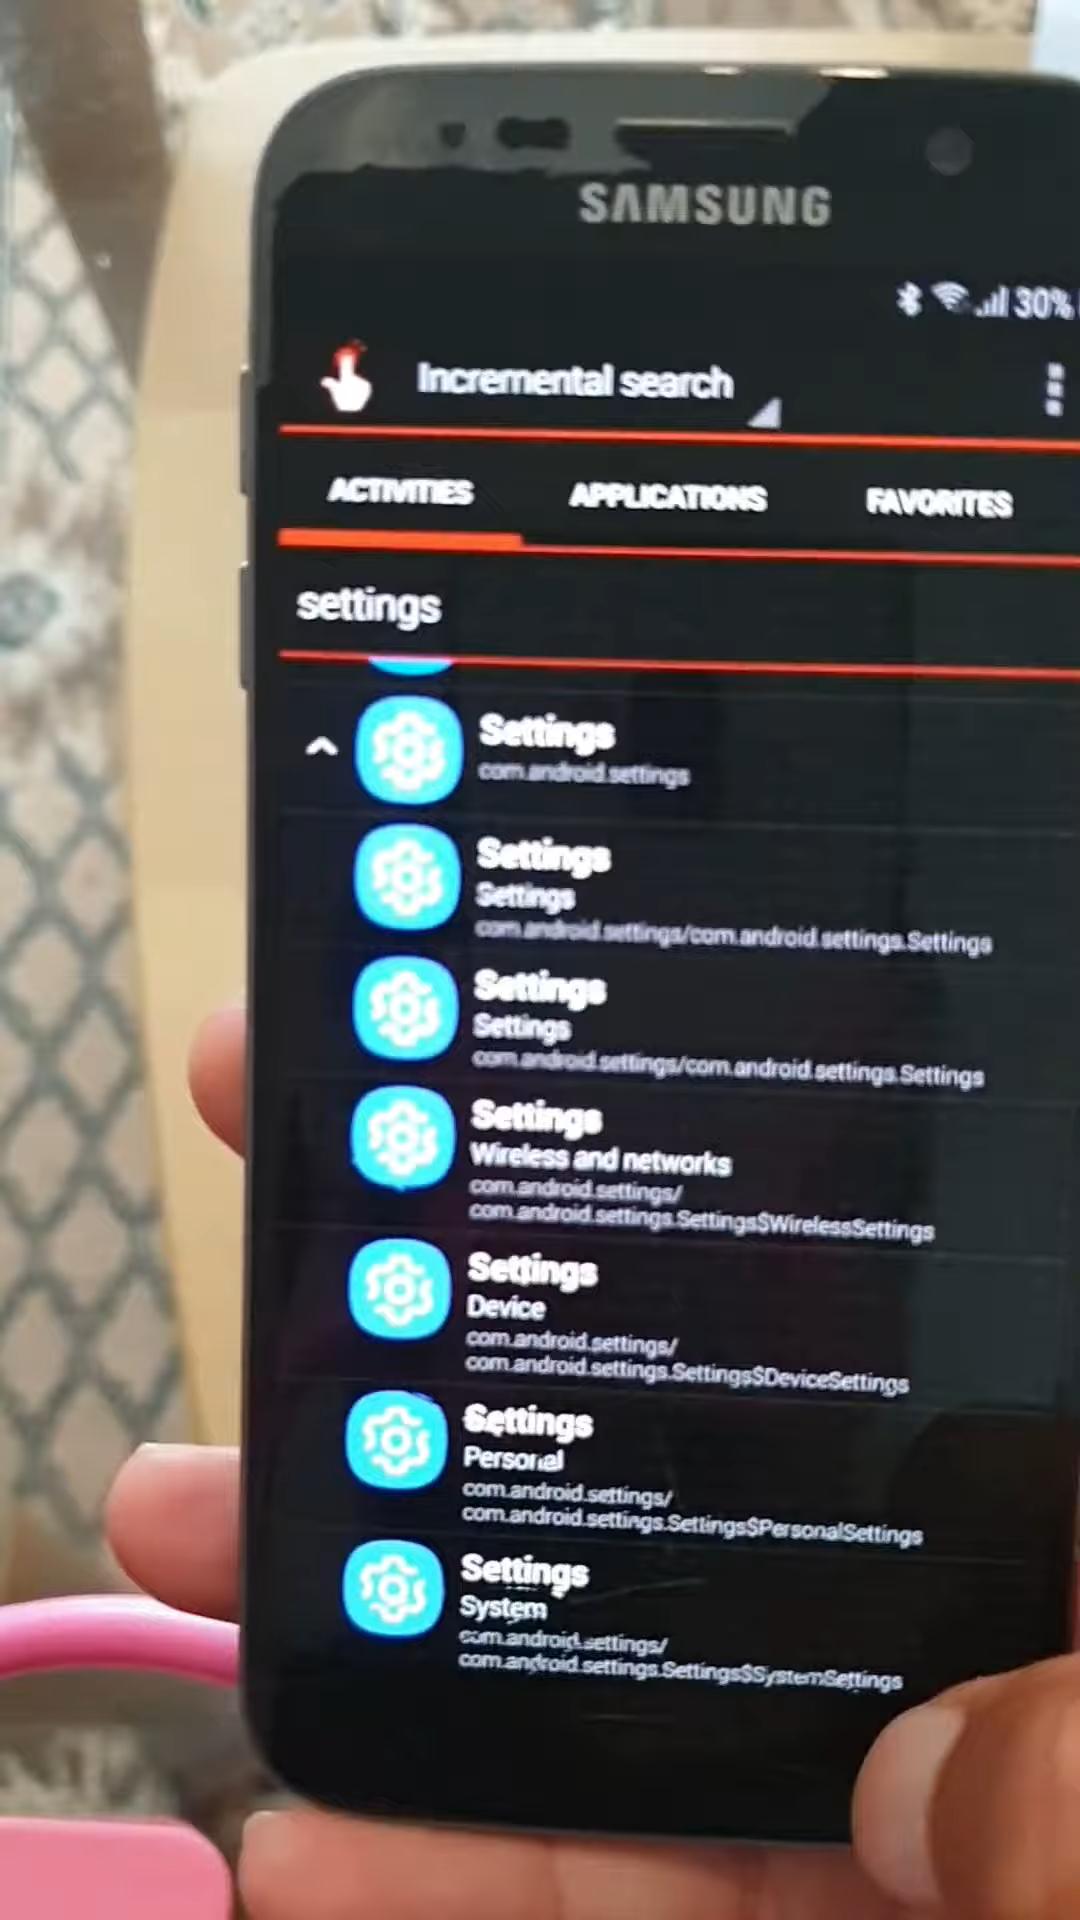 SAMSUNG
30%
Incremental search
ACTIVITIES APPLICATIONS FAVORITES
settings
Settings
com.android.settings
Settings
Settings
com.android.settings/com.android.settings.Settings
Settings
Settings
com.android.settings/com.android.settings.Settings
Settings
Wireless and networks
com.android.settings/
com.android.settings.Settings$WirelessSettings
Settings
Device
com.android.settings/
com.android.settings.Settings$DeviceSettings
Settings
Personal
com.android.settings/
com.android.settings.Settings$PersonalSettings
Settings
System
com.android.settings/
com.android.settings.Settings$SystemSettings